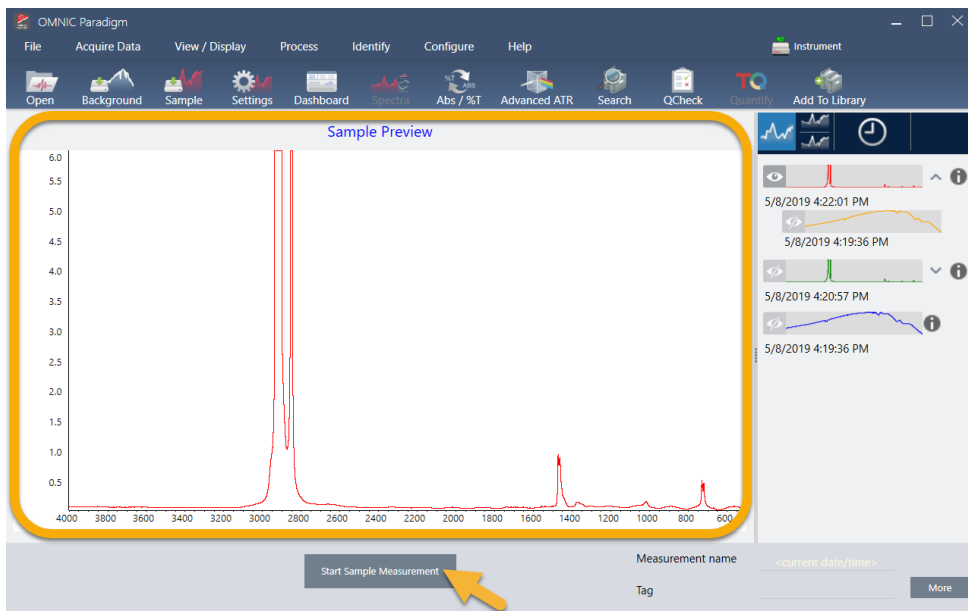 OMNIC Paradigm
File Acquire Data View / Display Process Identify Configure Help Instrument
Open Background Sample Settings Dashboard Spectra %T ABS Abs / %T Advanced ATR Search QCheck TQ Quantify Add To Library
Sample Preview
6.0
5.5
5.0
4.5
4.0
3.5
3.0
2.5
2.0
1.5
1.0
0.5
4000 3800 3600 3400 3200 3000 2800 2600 2400 2200 2000 1800 1600 1400 1200 1000 800 600
5/8/2019 4:22:01 PM
5/8/2019 4:19:36 PM
5/8/2019 4:20:57 PM
5/8/2019 4:19:36 PM
Start Sample Measurement
Measurement name <current date/time>
Tag
More